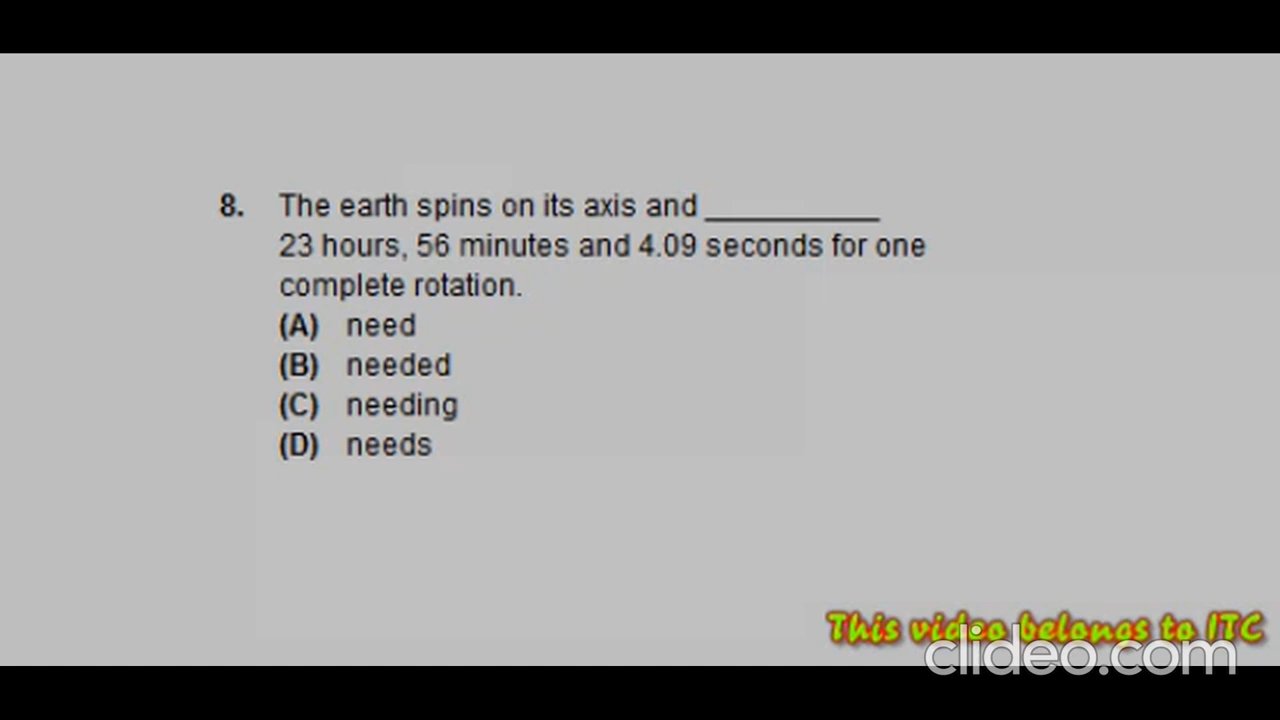 8. The earth spins on its axis and __________
23 hours, 56 minutes and 4.09 seconds for one
complete rotation.
(A) need
(B) needed
(C) needing
(D) needs
This video belongs to ITC
clideo.com